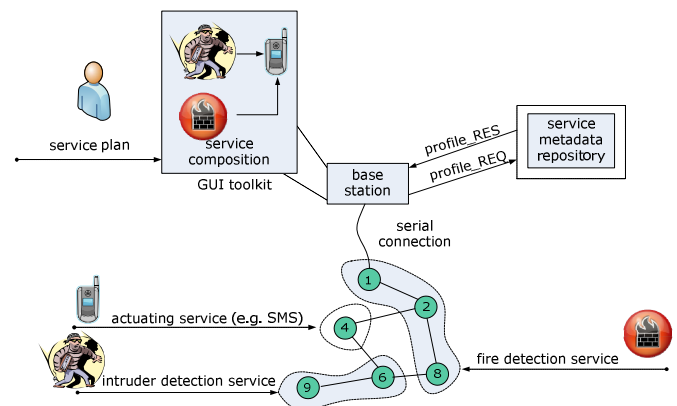 service plan
service
composition
GUI toolkit
base
station
profile_RES
profile_REQ
service
metadata
repository
serial
connection
1
2
4
6
8
9
actuating service (e.g. SMS)
intruder detection service
fire detection service